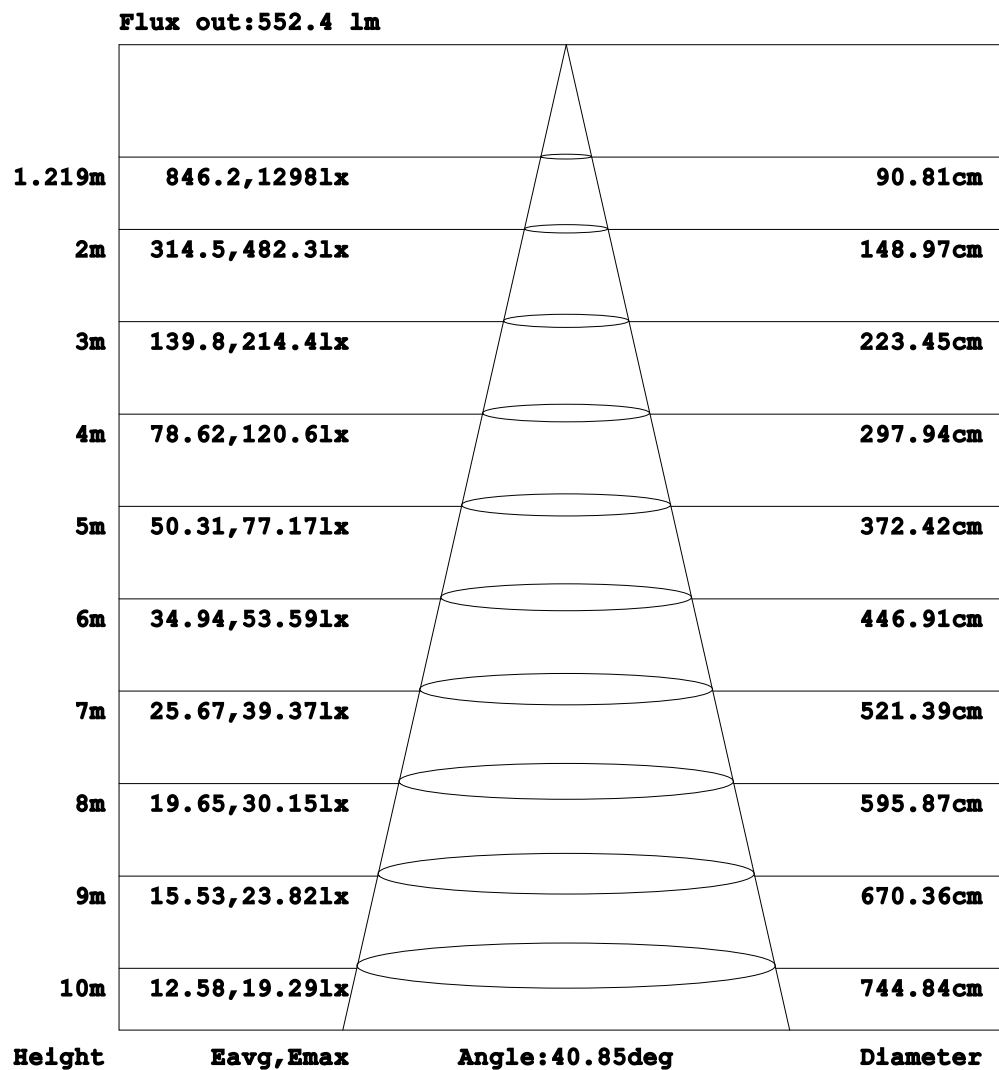 Flux out:552.4 lm
1.219m 846.2,1298lx 90.81cm
2m 314.5,482.3lx 148.97cm
3m 139.8,214.4lx 223.45cm
4m 78.62,120.6lx 297.94cm
5m 50.31,77.17lx 372.42cm
6m 34.94,53.59lx 446.91cm
7m 25.67,39.37lx 521.39cm
8m 19.65,30.15lx 595.87cm
9m 15.53,23.82lx 670.36cm
10m 12.58,19.29lx 744.84cm
Height Eavg,Emax Angle:40.85deg Diameter